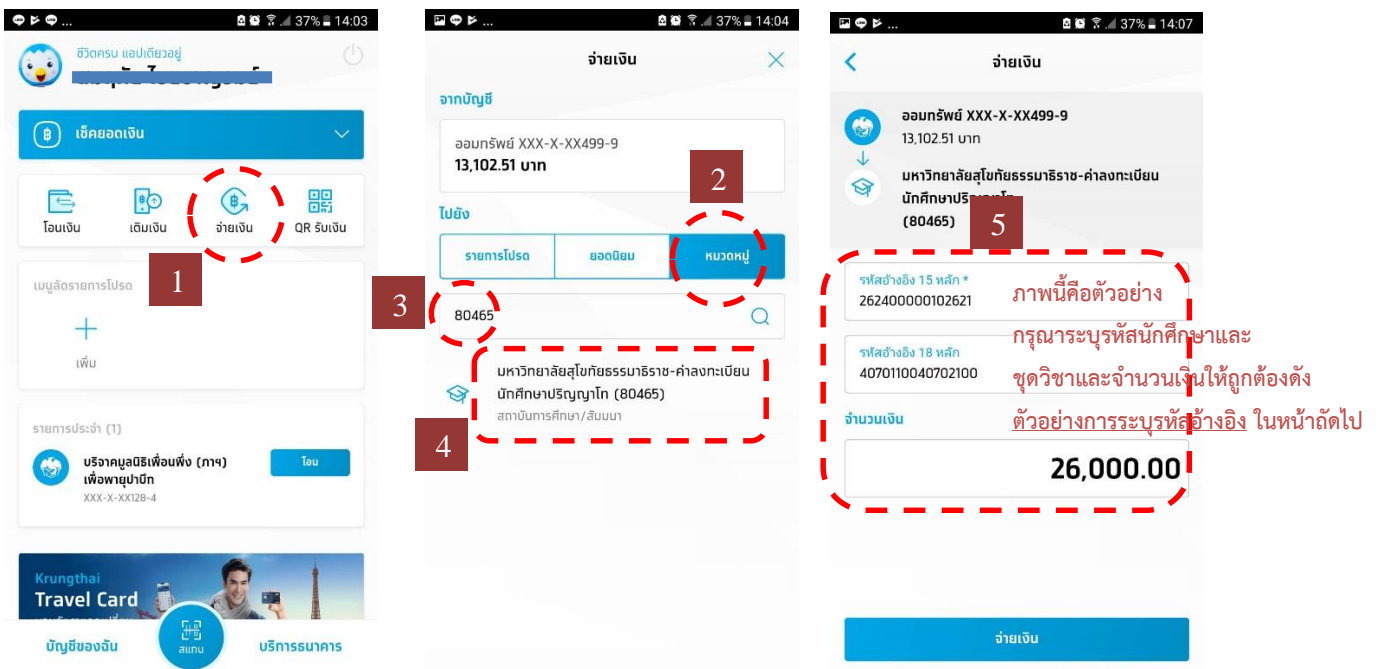 ... 37% 14:03
ชีวิตครบ แอปเดียวอยู่
฿ เช็คยอดเงิน
โอนเงิน เติมเงิน จ่ายเงิน QR รับเงิน
1
เมนูลัดรายการโปรด
เพิ่ม
รายการประจำ (1)
บริจาคมูลนิธิเพื่อนพึ่ง (ภาฯ)
เพื่อพายุปาบึก
โอน
XXX-X-XX128-4
Krungthai
Travel Card
บัญชีของฉัน สแกน บริการธนาคาร
... 37% 14:04
จ่ายเงิน
จากบัญชี
ออมทรัพย์ XXX-X-XX499-9
13,102.51 บาท
2
ไปยัง
รายการโปรด ยอดนิยม หมวดหมู่
3
80465
มหาวิทยาลัยสุโขทัยธรรมาธิราช-ค่าลงทะเบียน
นักศึกษาปริญญาโท (80465)
สถาบันการศึกษา/สัมมนา
4
... 37% 14:07
จ่ายเงิน
ออมทรัพย์ XXX-X-XX499-9
13,102.51 บาท
มหาวิทยาลัยสุโขทัยธรรมาธิราช-ค่าลงทะเบียน
นักศึกษาปริญญาโท
(80465)
5
รหัสอ้างอิง 15 หลัก *
262400000102621
รหัสอ้างอิง 18 หลัก
4070110040702100
จำนวนเงิน
26,000.00
ภาพนี้คือตัวอย่าง
กรุณาระบุรหัสนักศึกษาและ
ชุดวิชาและจำนวนเงินให้ถูกต้องดัง
ตัวอย่างการระบุรหัสอ้างอิง ในหน้าถัดไป
จ่ายเงิน